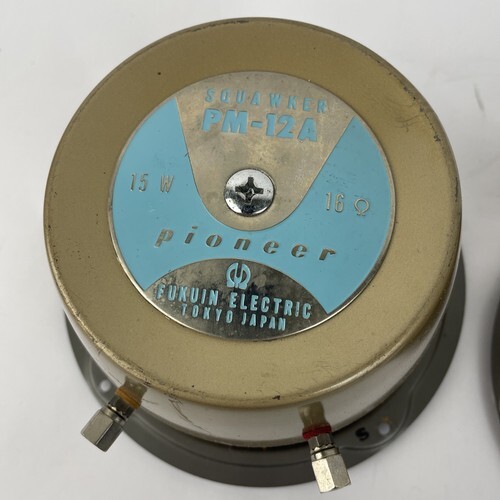 SQUAWKER
PM-12A
15 W
16 Ω
pioneer
FUKUIN ELECTRIC
TOKYO JAPAN
S